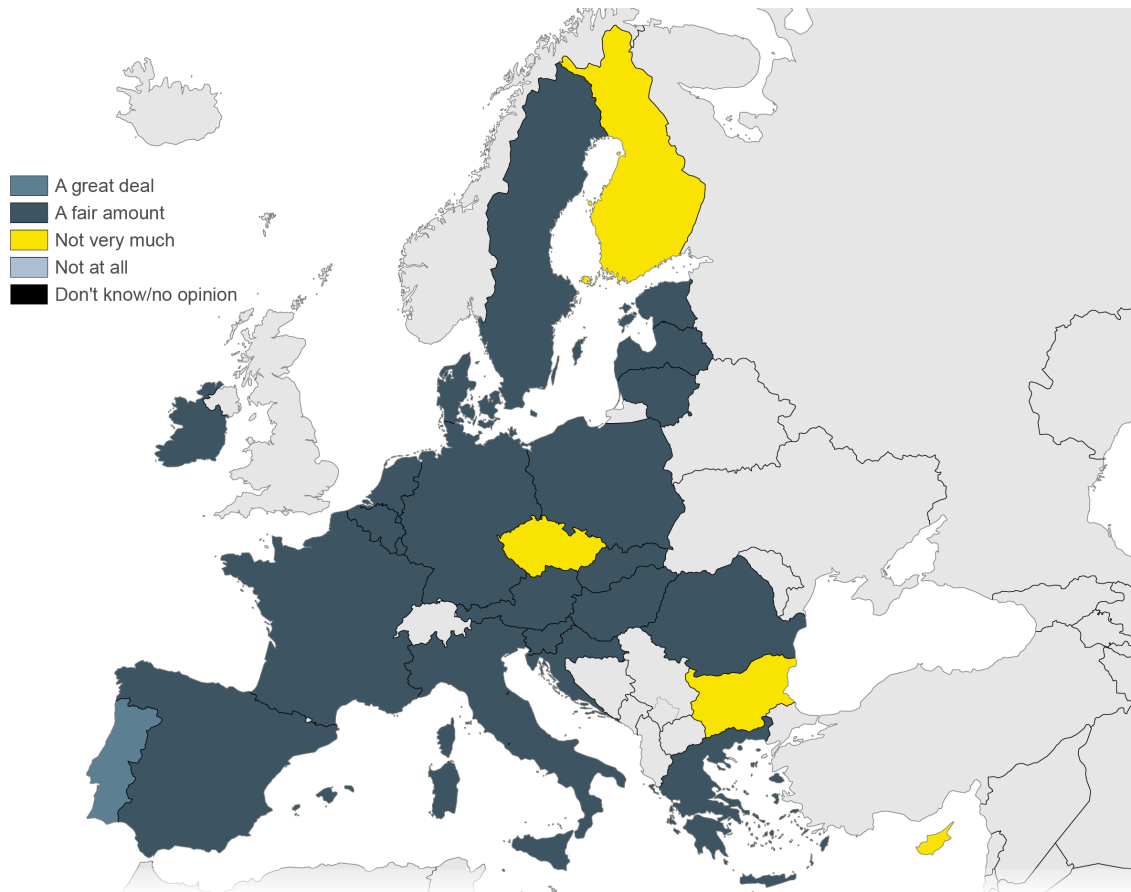 A great deal
A fair amount
Not very much
Not at all
Don't know/no opinion